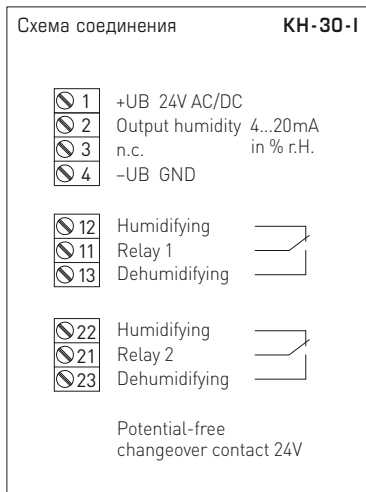 Схема соединения KH-30-I
1 +UB 24V AC/DC
2 Output humidity 4...20mA
3 n.c. in % r.H.
4 –UB GND
12 Humidifying
11 Relay 1
13 Dehumidifying
22 Humidifying
21 Relay 2
23 Dehumidifying
Potential-free
changeover contact 24V